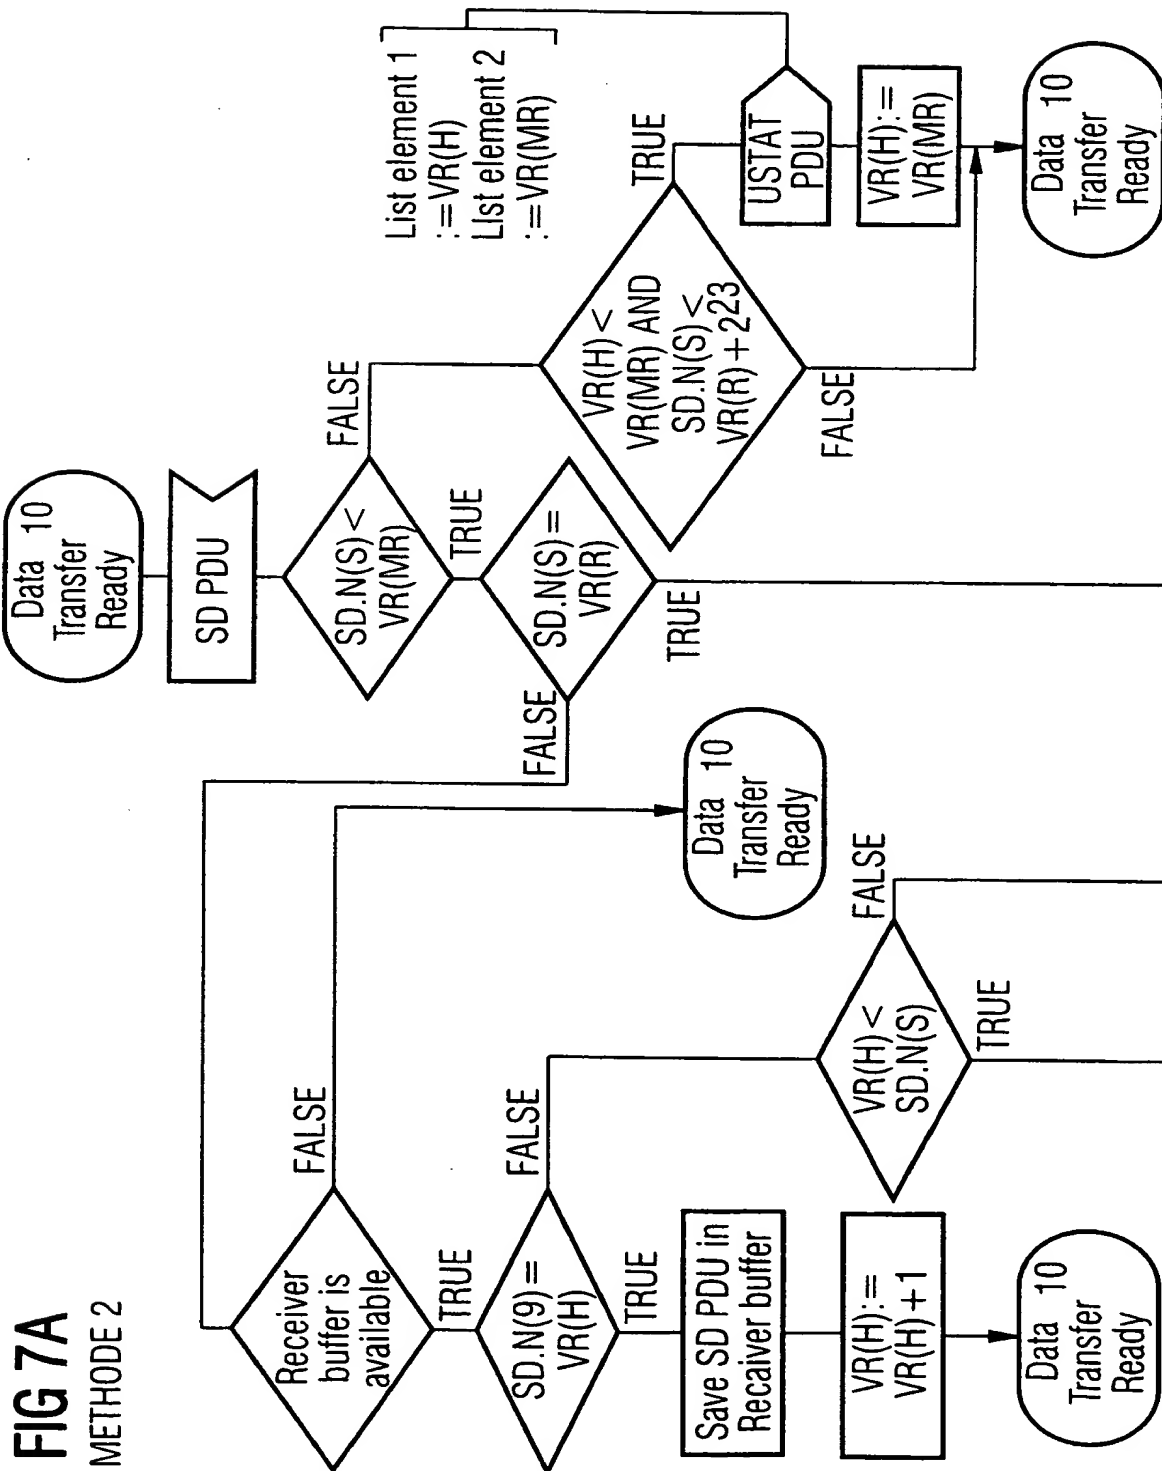 FIG 7A
METHODE 2
Data 10
Transfer
Ready
SD PDU
SD.N(S) <
VR(MR)
FALSE
TRUE
SD.N(S) =
VR(R)
FALSE
TRUE
VR(H) <
VR(MR) AND
SD.N(S) <
VR(R) + 2^23
TRUE
FALSE
List element 1
:=VR(H)
List element 2
:=VR(MR)
USTAT
PDU
VR(H):=
VR(MR)
Data 10
Transfer
Ready
Receiver
buffer is
available
FALSE
TRUE
Data 10
Transfer
Ready
SD.N(9) =
VR(H)
FALSE
TRUE
VR(H) <
SD.N(S)
FALSE
TRUE
Save SD PDU in
Recaiver buffer
VR(H):=
VR(H) +1
Data 10
Transfer
Ready